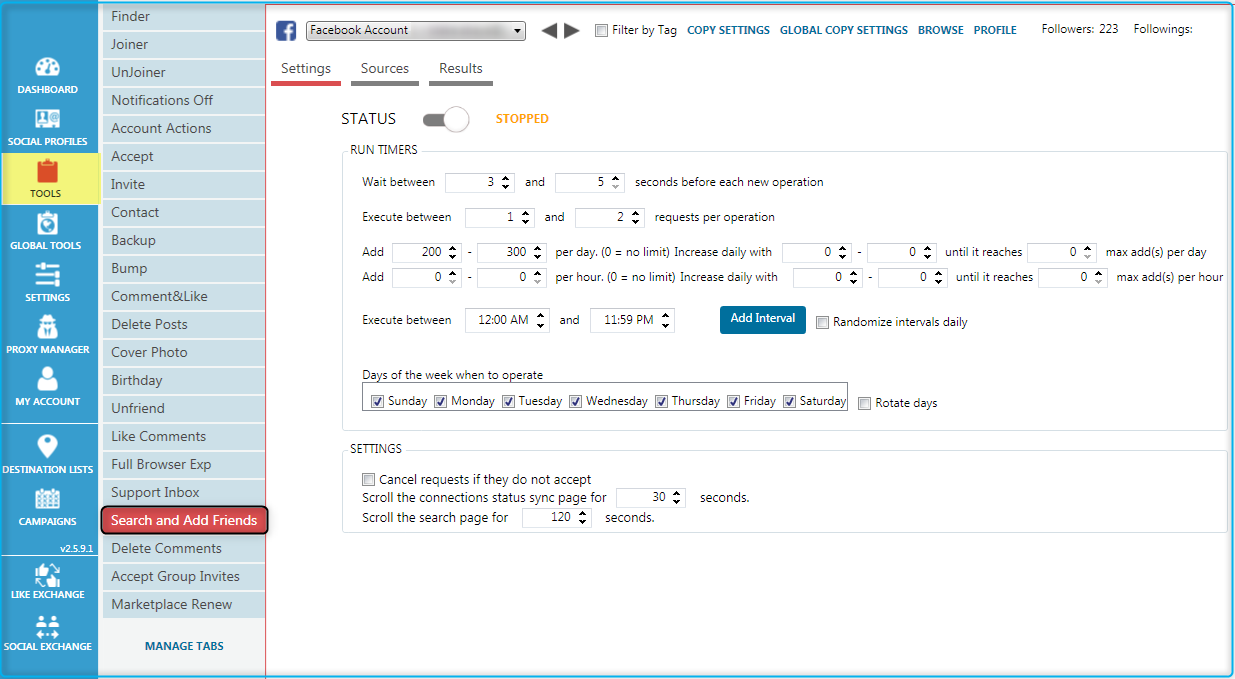 DASHBOARD
SOCIAL PROFILES
TOOLS
GLOBAL TOOLS
SETTINGS
PROXY MANAGER
MY ACCOUNT
DESTINATION LISTS
CAMPAIGNS
v2.5.9.1
LIKE EXCHANGE
SOCIAL EXCHANGE
Finder
Joiner
UnJoiner
Notifications Off
Account Actions
Accept
Invite
Contact
Backup
Bump
Comment&Like
Delete Posts
Cover Photo
Birthday
Unfriend
Like Comments
Full Browser Exp
Support Inbox
Search and Add Friends
Delete Comments
Accept Group Invites
Marketplace Renew
MANAGE TABS
Facebook Account Filter by Tag COPY SETTINGS GLOBAL COPY SETTINGS BROWSE PROFILE Followers: 223 Followings:
Settings Sources Results
STATUS STOPPED
RUN TIMERS
Wait between 3 and 5 seconds before each new operation
Execute between 1 and 2 requests per operation
Add 200 - 300 per day. (0 = no limit) Increase daily with 0 - 0 until it reaches 0 max add(s) per day
Add 0 - 0 per hour. (0 = no limit) Increase daily with 0 - 0 until it reaches 0 max add(s) per hour
Execute between 12:00 AM and 11:59 PM Add Interval Randomize intervals daily
Days of the week when to operate
Sunday Monday Tuesday Wednesday Thursday Friday Saturday Rotate days
SETTINGS
Cancel requests if they do not accept
Scroll the connections status sync page for 30 seconds.
Scroll the search page for 120 seconds.